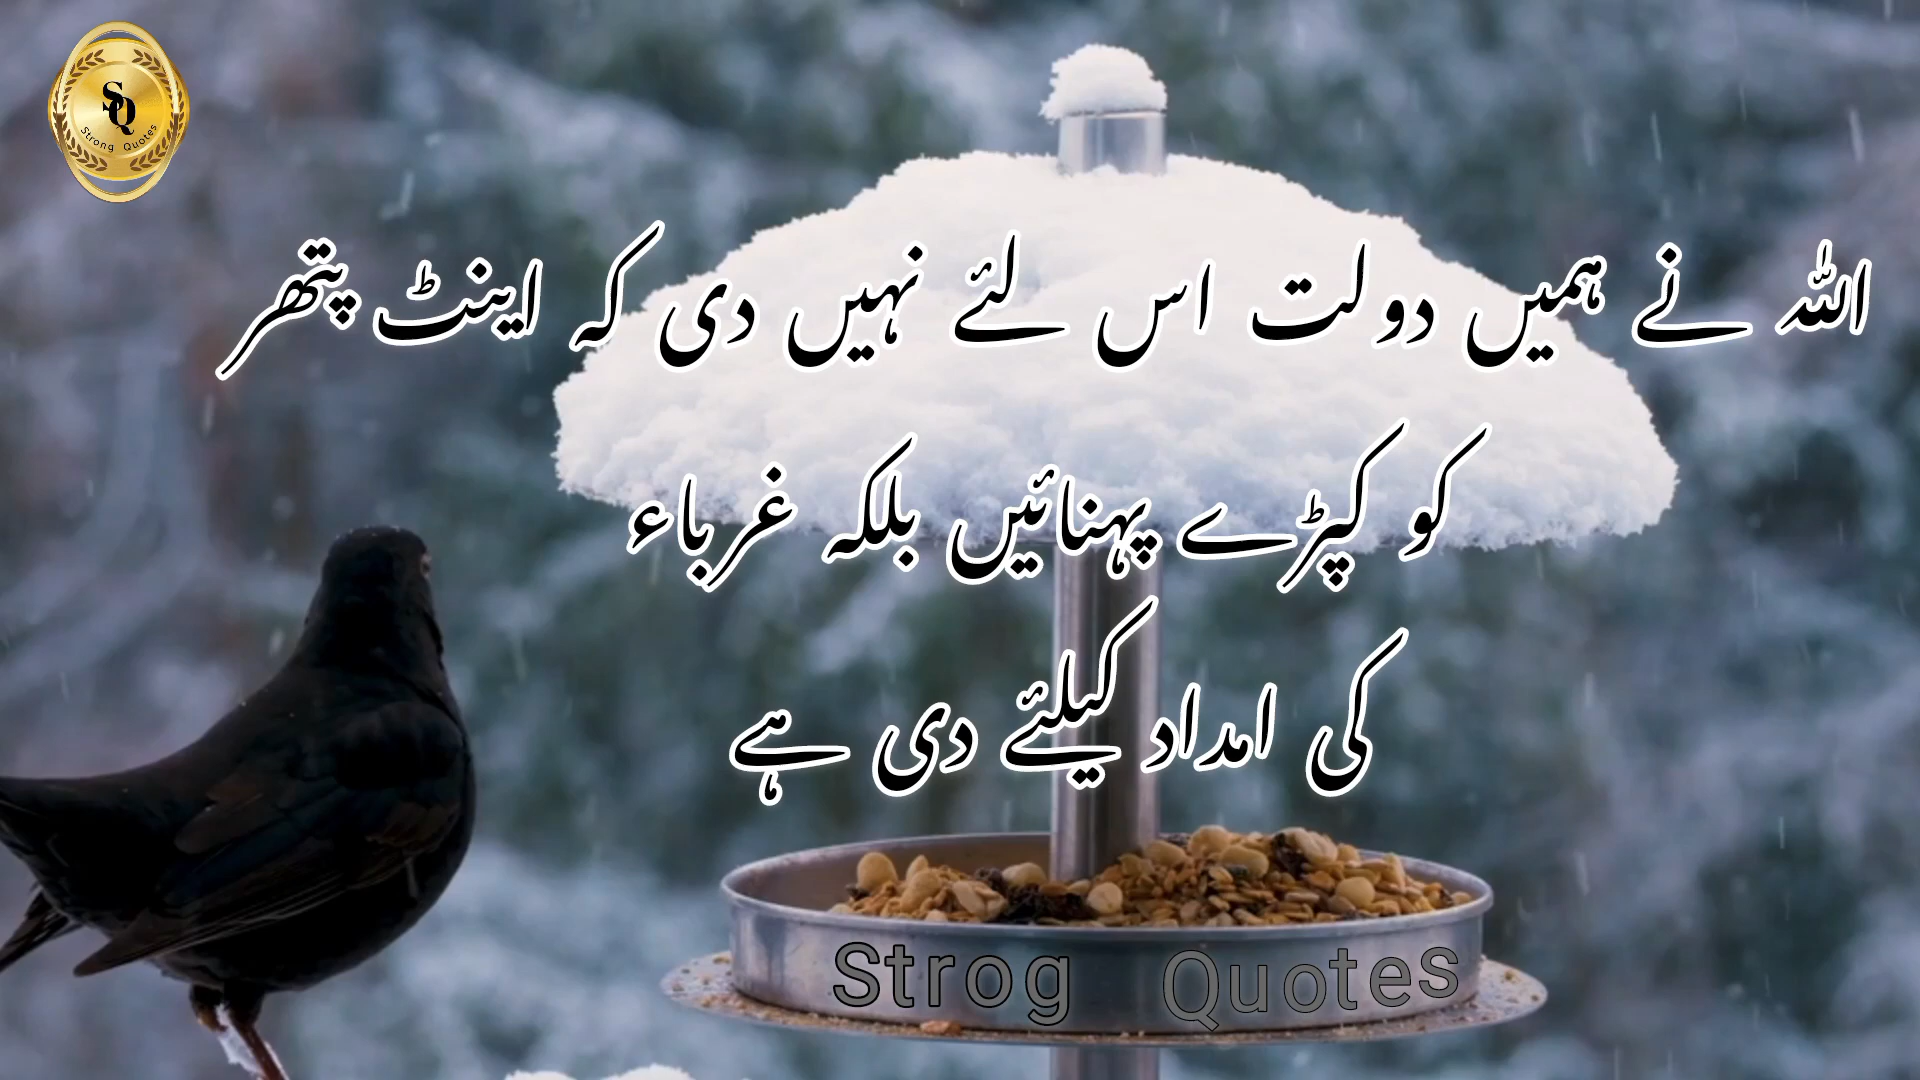 SQ
Strong Quotes
اللہ نے ہمیں دولت اس لئے نہیں دی کہ اینٹ پتھر
کو کپڑے پہنائیں بلکہ غرباء
کی امداد کیلئے دی ہے
Strog Quotes